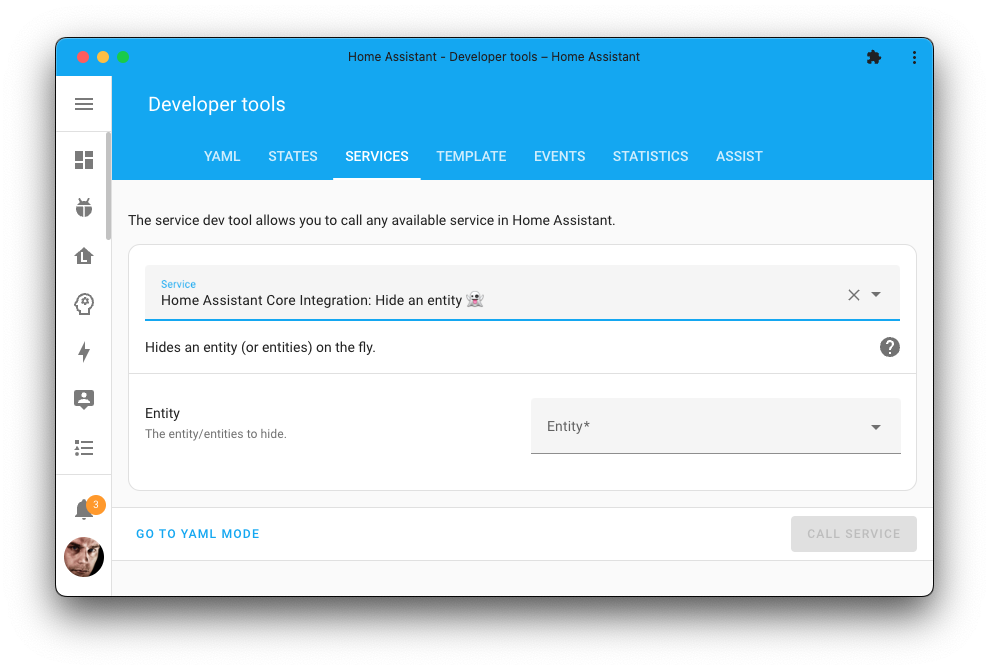 Home Assistant - Developer tools – Home Assistant
Developer tools
YAML STATES SERVICES TEMPLATE EVENTS STATISTICS ASSIST
The service dev tool allows you to call any available service in Home Assistant.
Service
Home Assistant Core Integration: Hide an entity 👻
Hides an entity (or entities) on the fly.
Entity
The entity/entities to hide.
Entity*
3
GO TO YAML MODE
CALL SERVICE